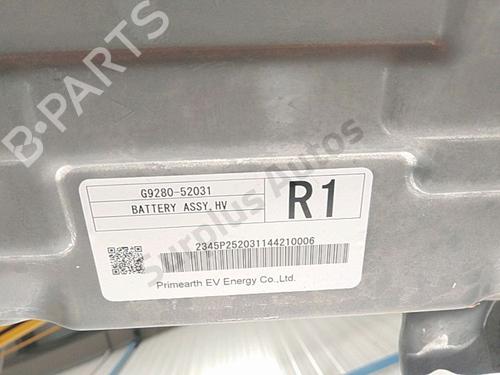 B-PARTS
Surplus Autos
G9280-52031
BATTERY ASSY,HV
R1
2345P252031144210006
Primearth EV Energy Co.,Ltd.